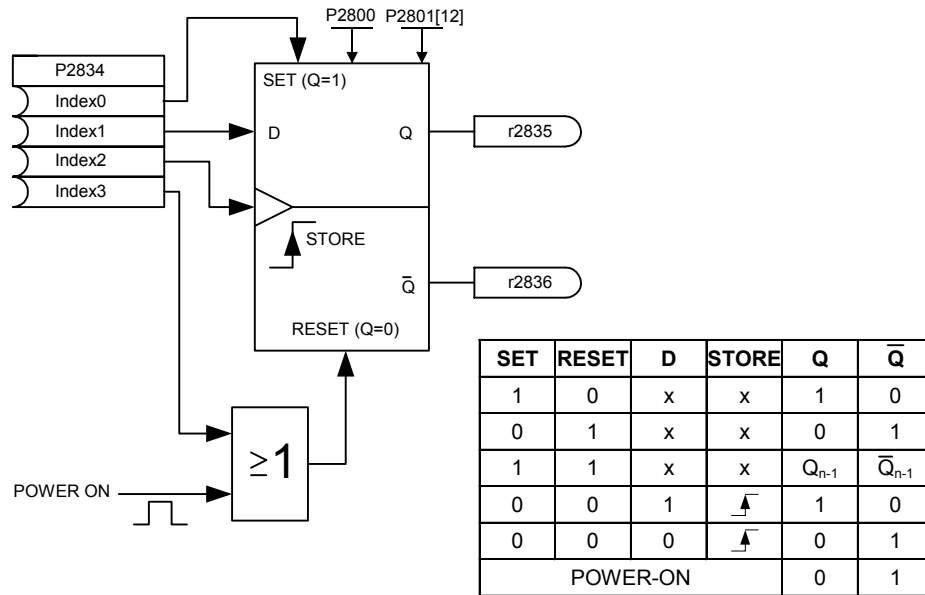 P2800 P2801[12]
P2834
Index0
Index1
Index2
Index3
SET (Q=1)
D Q
STORE
Q̅
RESET (Q=0)
r2835
r2836
≥1
POWER ON
SET RESET D STORE Q Q̅
1 0 x x 1 0
0 1 x x 0 1
1 1 x x Qn-1 Q̅n-1
0 0 1 1 0
0 0 0 0 1
POWER-ON 0 1